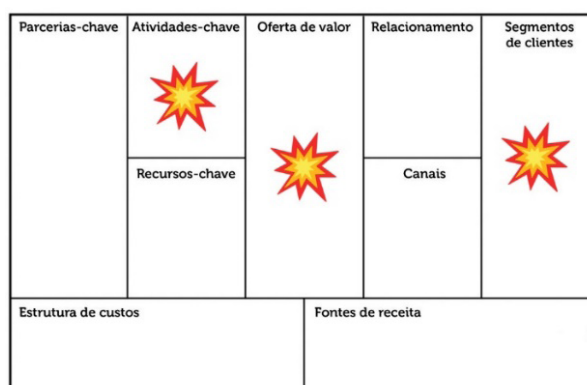 Parcerias-chave
Atividades-chave
Oferta de valor
Relacionamento
Segmentos
de clientes
Recursos-chave
Canais
Estrutura de custos
Fontes de receita